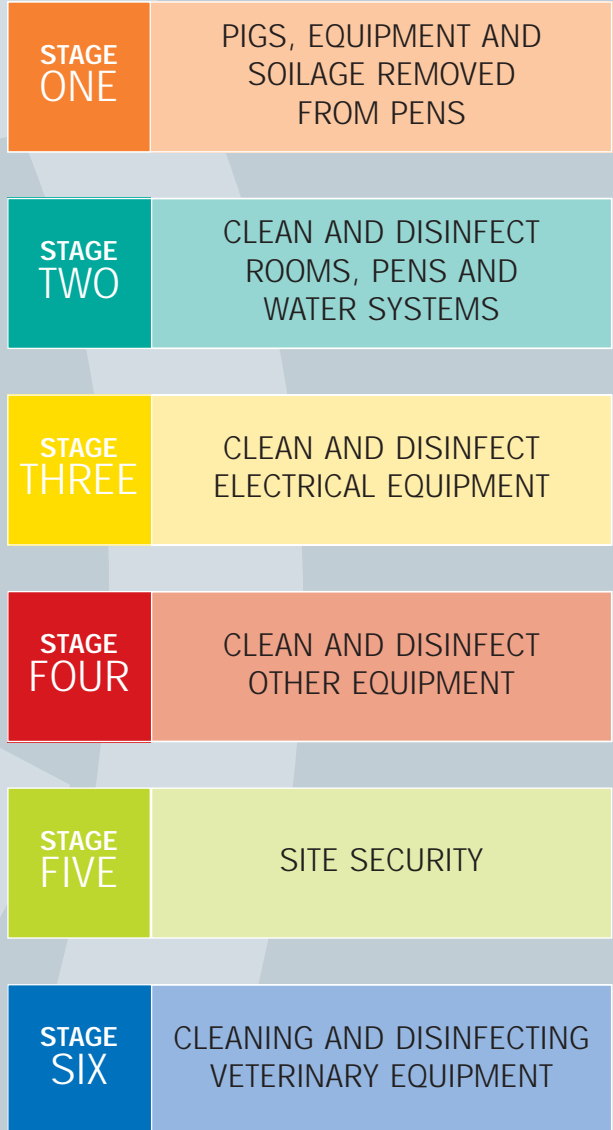 STAGE
ONE
PIGS, EQUIPMENT AND
SOILAGE REMOVED
FROM PENS
STAGE
TWO
CLEAN AND DISINFECT
ROOMS, PENS AND
WATER SYSTEMS
STAGE
THREE
CLEAN AND DISINFECT
ELECTRICAL EQUIPMENT
STAGE
FOUR
CLEAN AND DISINFECT
OTHER EQUIPMENT
STAGE
FIVE
SITE SECURITY
STAGE
SIX
CLEANING AND DISINFECTING
VETERINARY EQUIPMENT